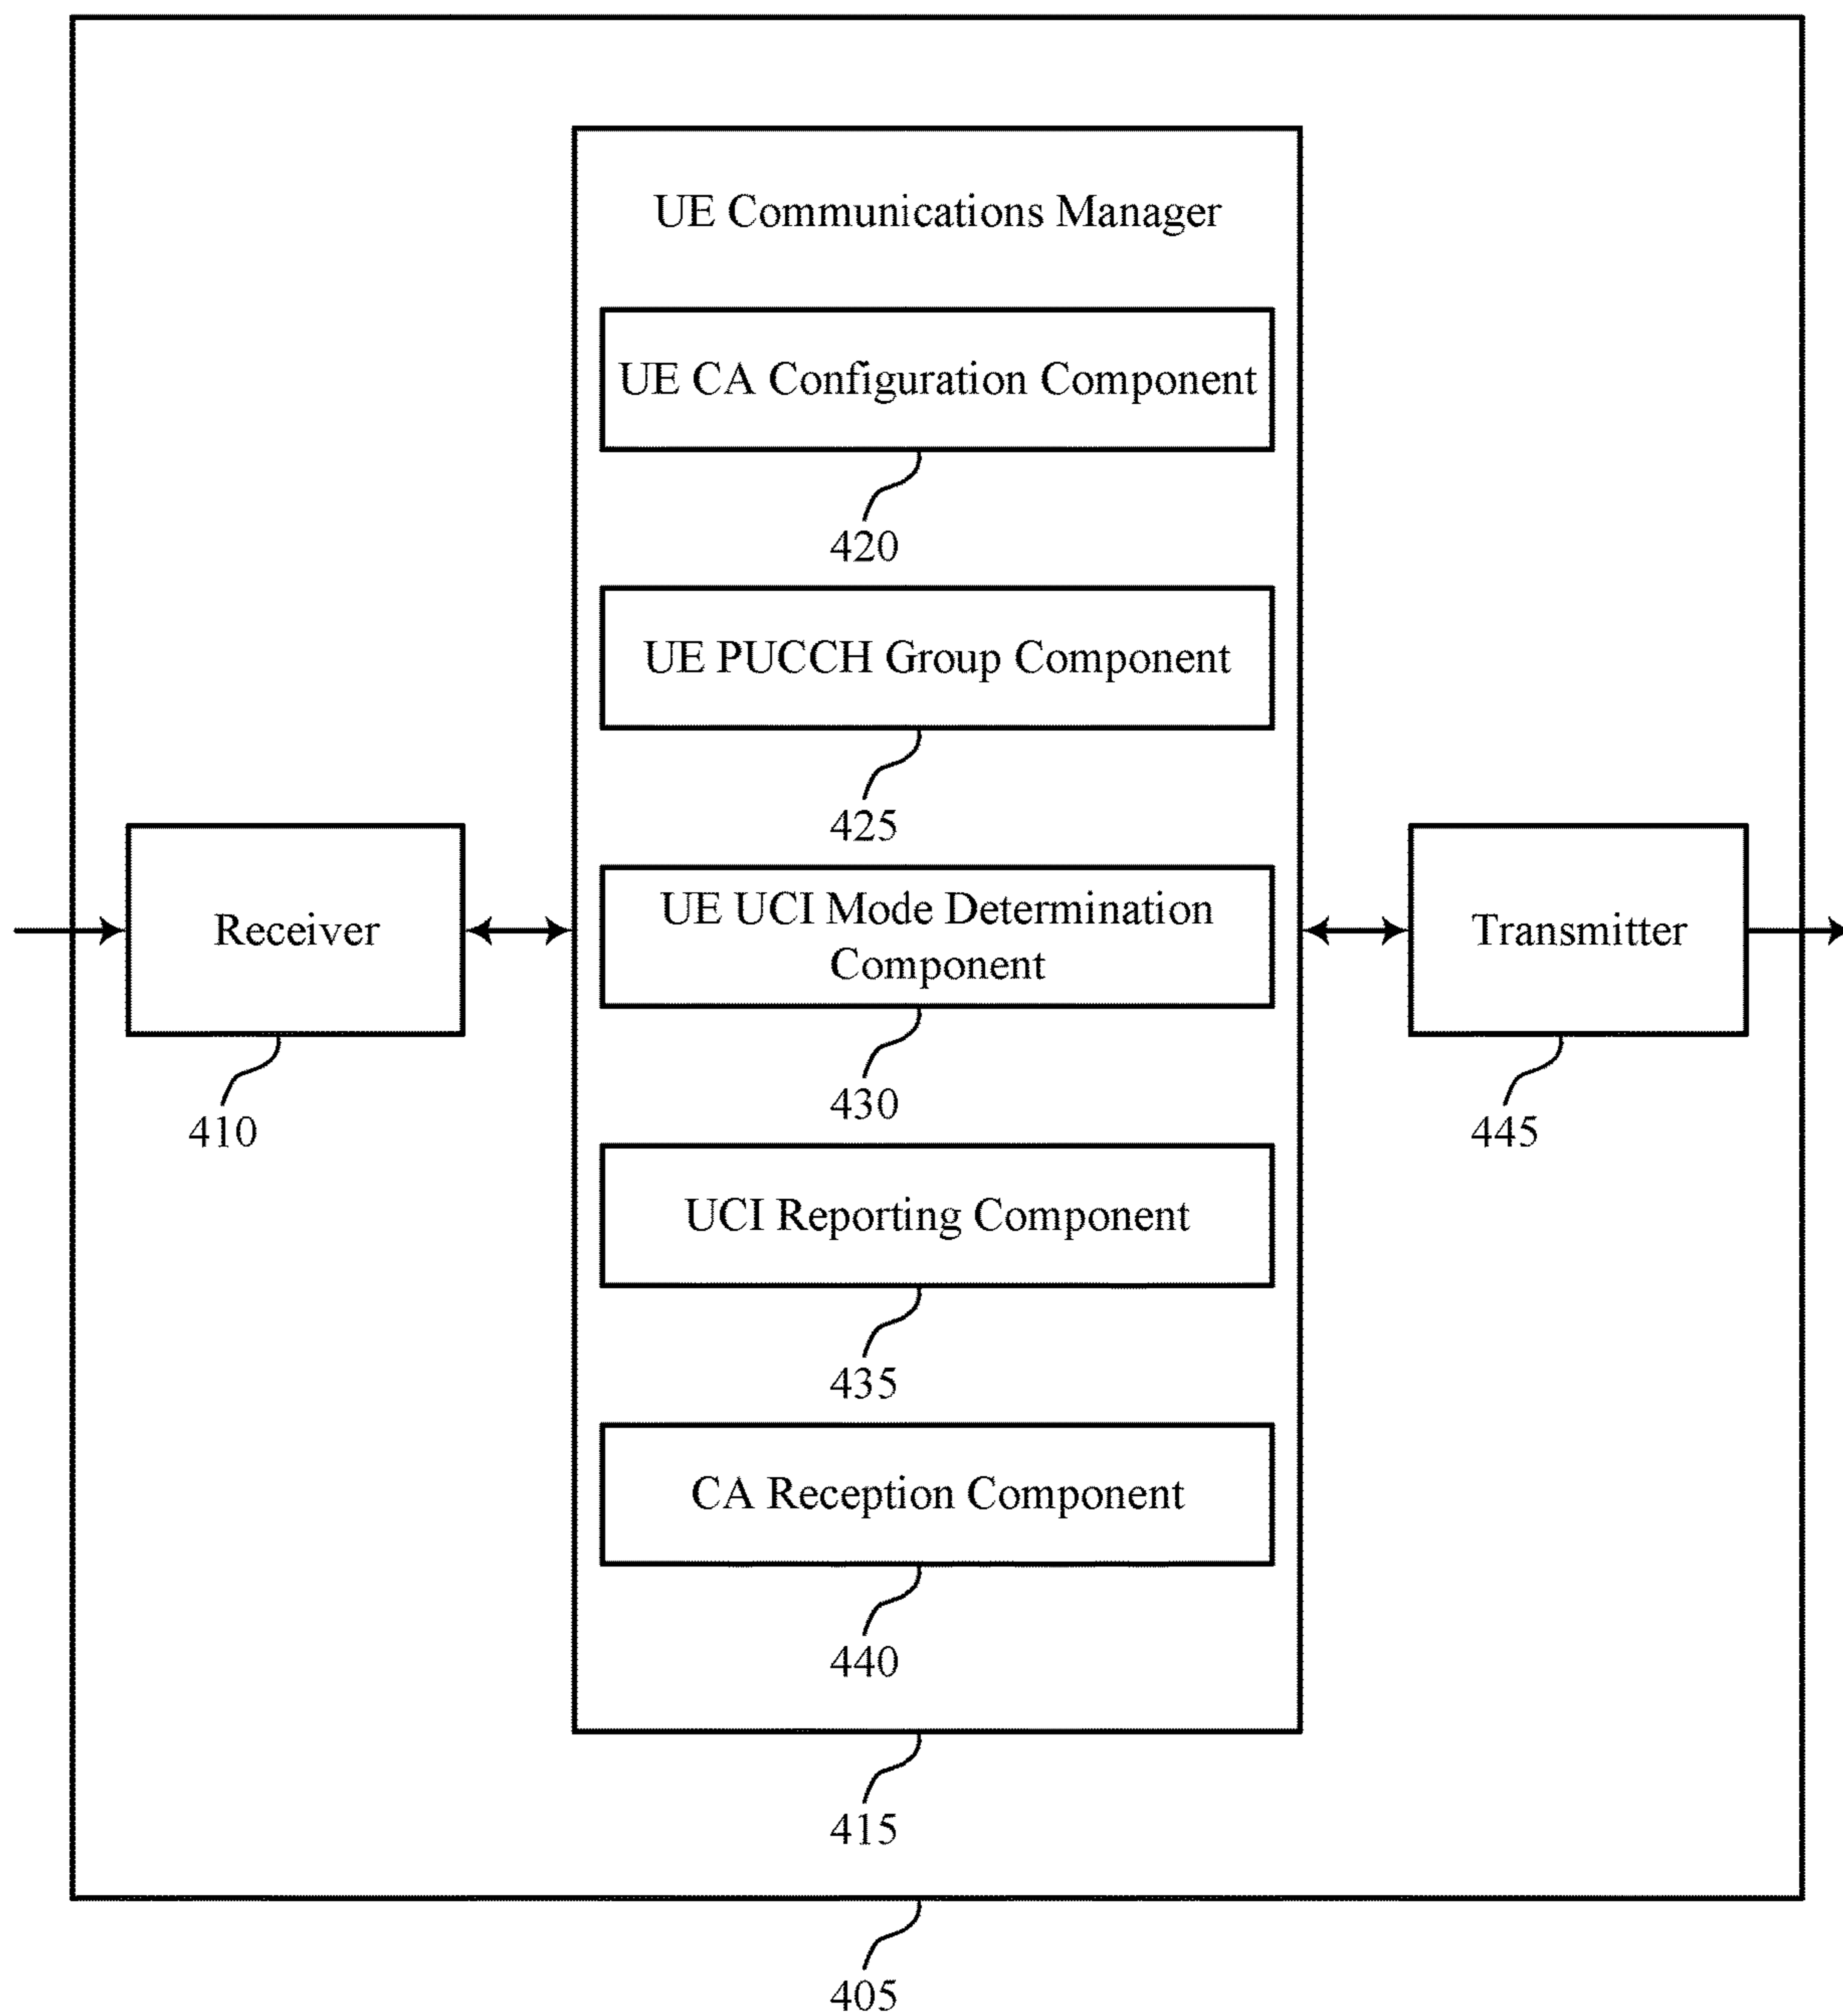 UE Communications Manager
UE CA Configuration Component
420
UE PUCCH Group Component
425
Receiver
410
UE UCI Mode Determination
Component
430
Transmitter
445
UCI Reporting Component
435
CA Reception Component
440
415
405